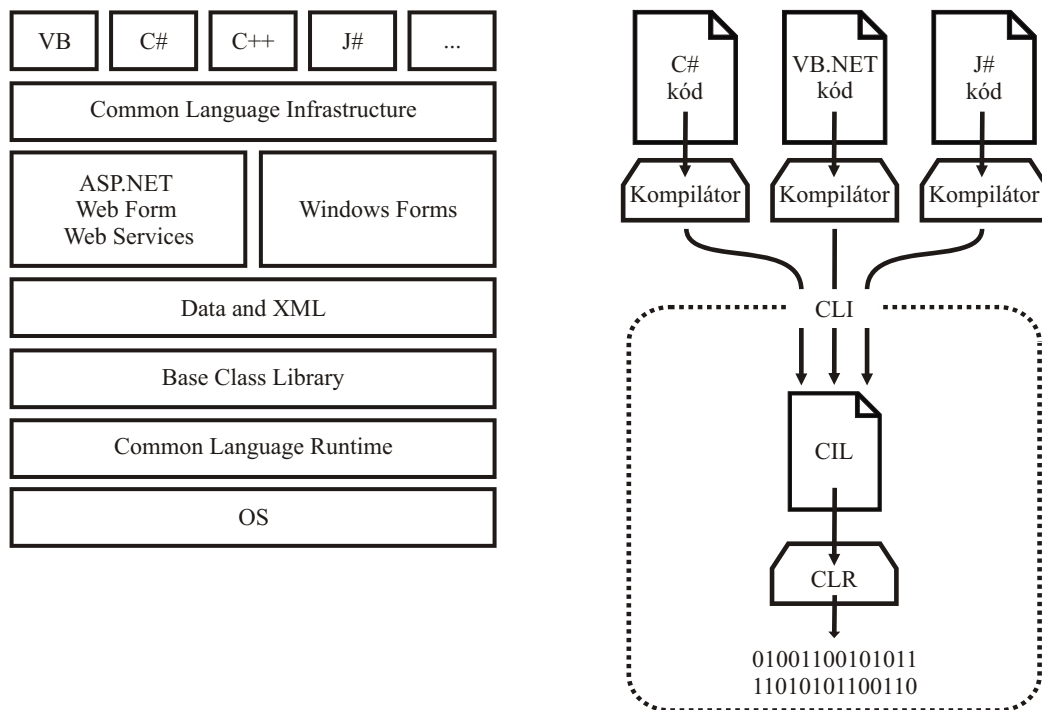 VB
C#
C++
J#
...
Common Language Infrastructure
ASP.NET
Web Form
Web Services
Windows Forms
Data and XML
Base Class Library
Common Language Runtime
OS
C#
kód
VB.NET
kód
J#
kód
Kompilátor
Kompilátor
Kompilátor
CLI
CIL
CLR
01001100101011
11010101100110